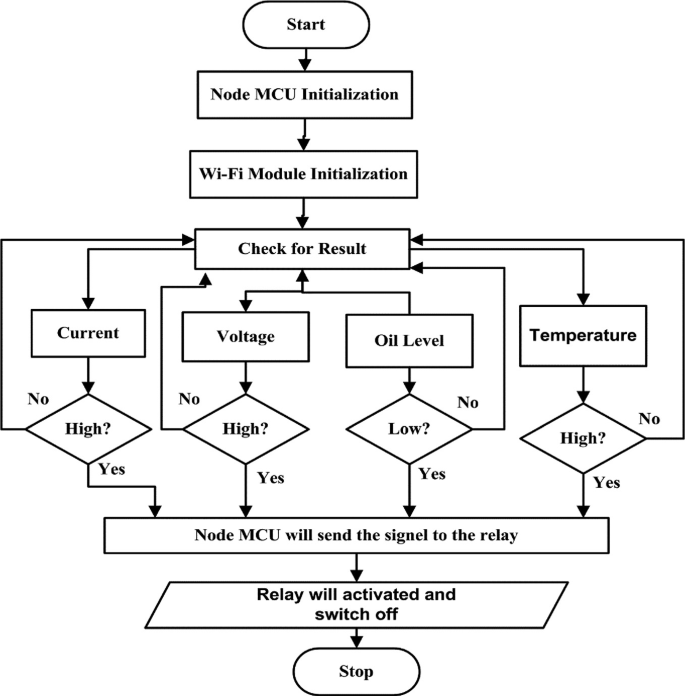 Start
Node MCU Initialization
Wi-Fi Module Initialization
Check for Result
Current
Voltage
Oil Level
Temperature
No
High?
Yes
No
High?
Yes
Low?
No
Yes
High?
No
Yes
Node MCU will send the signel to the relay
Relay will activated and
switch off
Stop